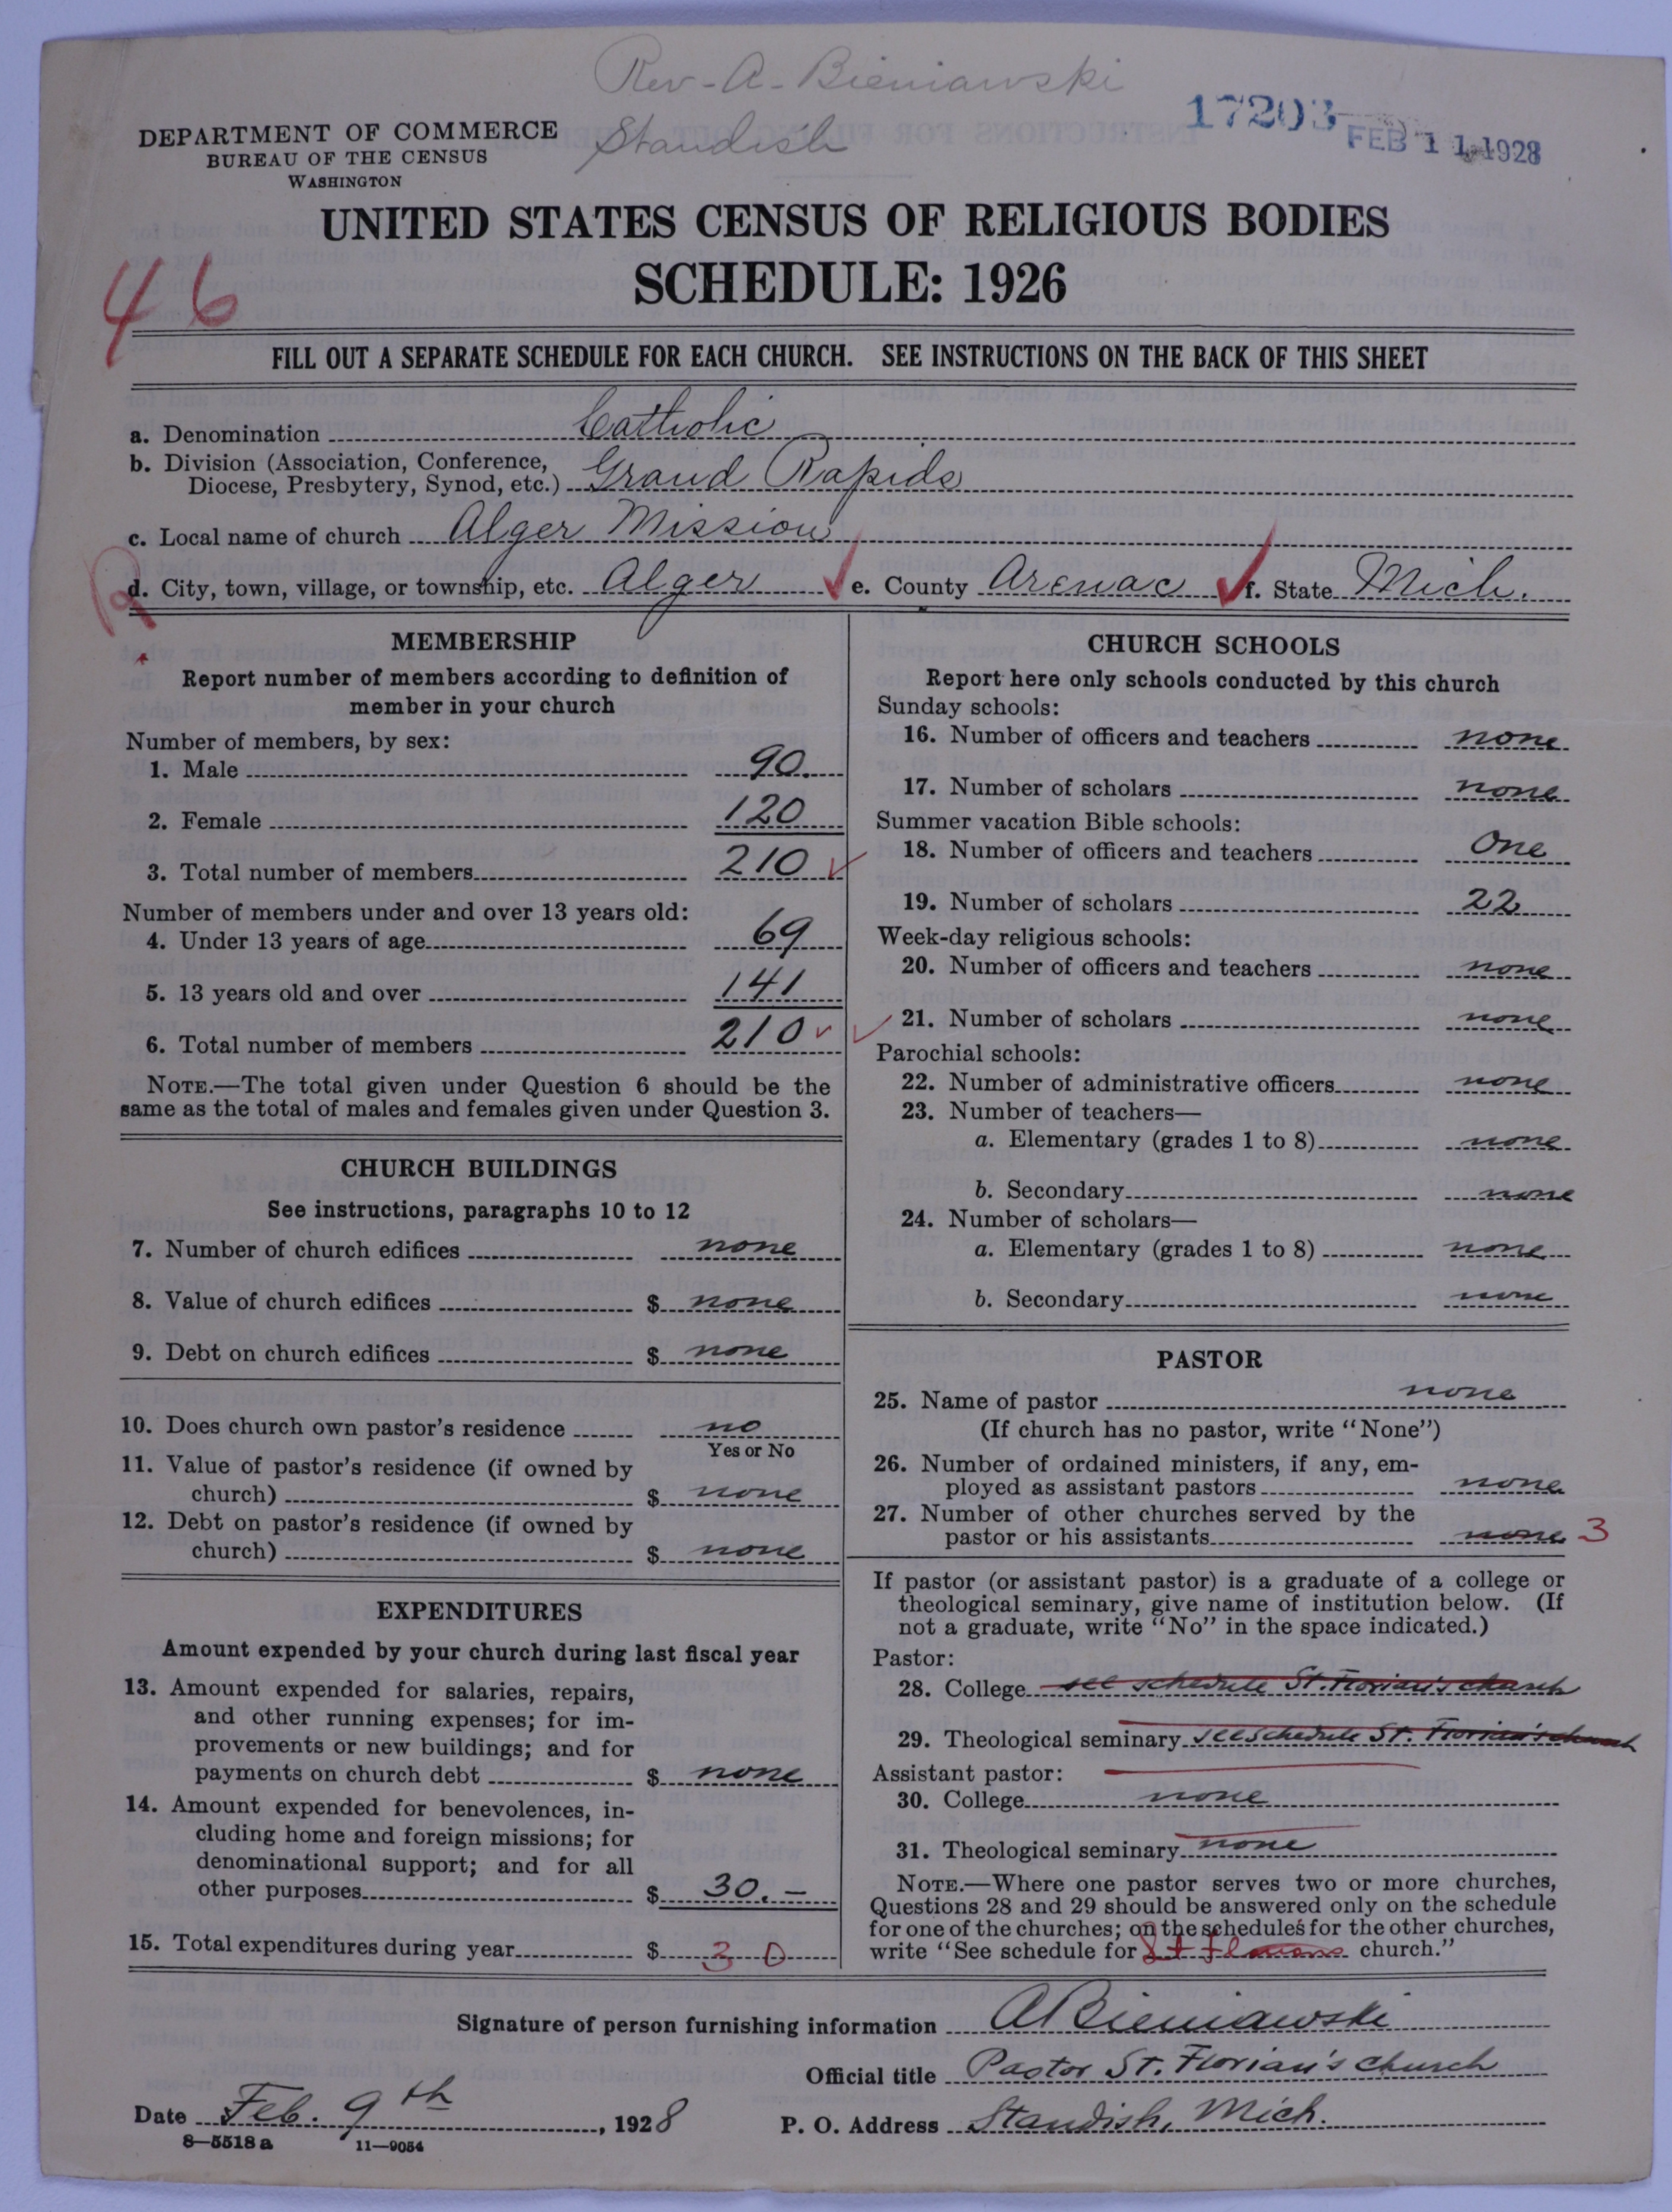 Rev - A - Bieniawski
Standish
17203
FEB 11 1928
DEPARTMENT OF COMMERCE
BUREAU OF THE CENSUS
WASHINGTON
UNITED STATES CENSUS OF RELIGIOUS BODIES
SCHEDULE: 1926
46
FILL OUT A SEPARATE SCHEDULE FOR EACH CHURCH. SEE INSTRUCTIONS ON THE BACK OF THIS SHEET
a. Denomination Catholic
b. Division (Association, Conference,
Diocese, Presbytery, Synod, etc.) Grand Rapids
c. Local name of church Alger Mission
d. City, town, village, or township, etc. Alger e. County Arenac f. State Mich.
MEMBERSHIP
Report number of members according to definition of
member in your church
Number of members, by sex:
1. Male 90.
2. Female 120
3. Total number of members 210
Number of members under and over 13 years old:
4. Under 13 years of age 69
5. 13 years old and over 141
6. Total number of members 210
NOTE.—The total given under Question 6 should be the
same as the total of males and females given under Question 3.
CHURCH BUILDINGS
See instructions, paragraphs 10 to 12
7. Number of church edifices none
8. Value of church edifices $ none
9. Debt on church edifices $ none
10. Does church own pastor's residence no
Yes or No
11. Value of pastor's residence (if owned by
church) $ none
12. Debt on pastor's residence (if owned by
church) $ none
EXPENDITURES
Amount expended by your church during last fiscal year
13. Amount expended for salaries, repairs,
and other running expenses; for im-
provements or new buildings; and for
payments on church debt $ none
14. Amount expended for benevolences, in-
cluding home and foreign missions; for
denominational support; and for all
other purposes $ 30.-
15. Total expenditures during year $ 30
CHURCH SCHOOLS
Report here only schools conducted by this church
Sunday schools:
16. Number of officers and teachers none
17. Number of scholars none
Summer vacation Bible schools:
18. Number of officers and teachers One
19. Number of scholars 22
Week-day religious schools:
20. Number of officers and teachers none
21. Number of scholars none
Parochial schools:
22. Number of administrative officers none
23. Number of teachers—
a. Elementary (grades 1 to 8) none
b. Secondary none
24. Number of scholars—
a. Elementary (grades 1 to 8) none
b. Secondary none
PASTOR
25. Name of pastor none
(If church has no pastor, write "None")
26. Number of ordained ministers, if any, em-
ployed as assistant pastors none
27. Number of other churches served by the
pastor or his assistants none 3
If pastor (or assistant pastor) is a graduate of a college or
theological seminary, give name of institution below. (If
not a graduate, write "No" in the space indicated.)
Pastor:
28. College see schedule St. Florian's church
29. Theological seminary see schedule St. Florian's church
Assistant pastor:
30. College none
31. Theological seminary none
NOTE.—Where one pastor serves two or more churches,
Questions 28 and 29 should be answered only on the schedule
for one of the churches; on the schedules for the other churches,
write "See schedule for St Florians church."
Signature of person furnishing information A Bieniawski
Official title Pastor St. Florian's church
Date Feb. 9th, 1928 P. O. Address Standish, Mich.
8—5518 a 11—9054